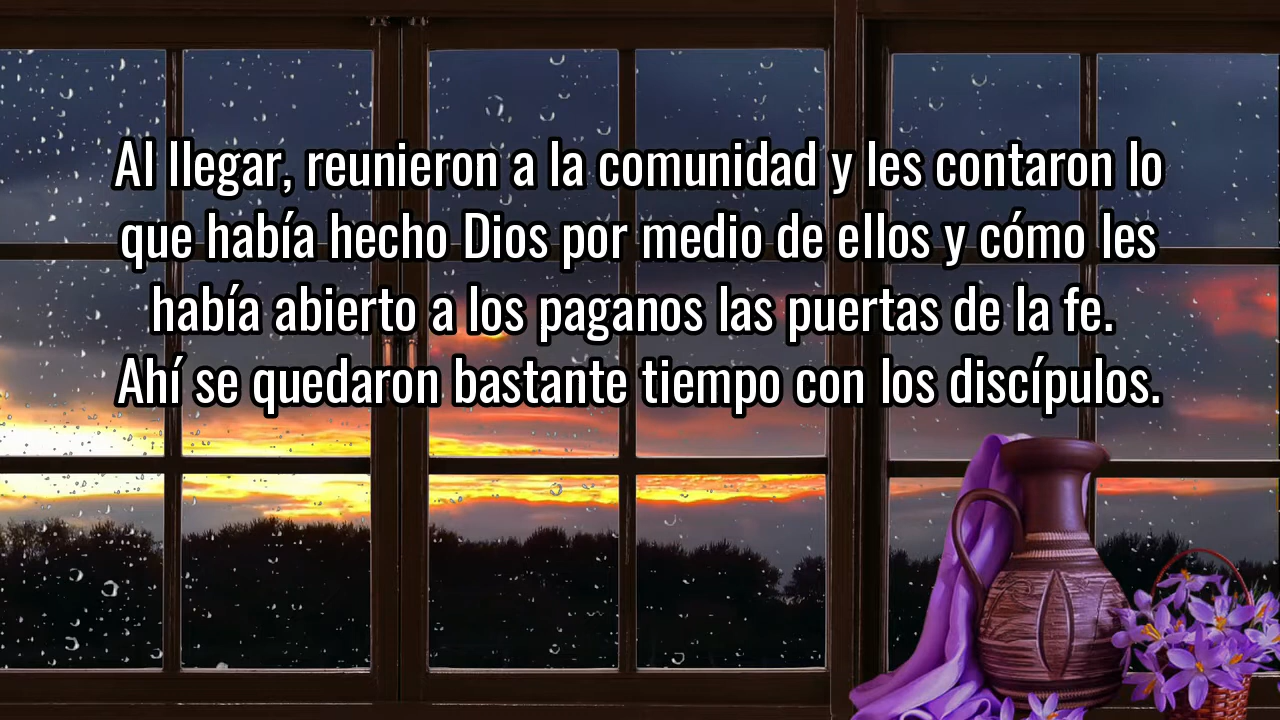 Al llegar, reunieron a la comunidad y les contaron lo
que había hecho Dios por medio de ellos y cómo les
había abierto a los paganos las puertas de la fe.
Ahí se quedaron bastante tiempo con los discípulos.